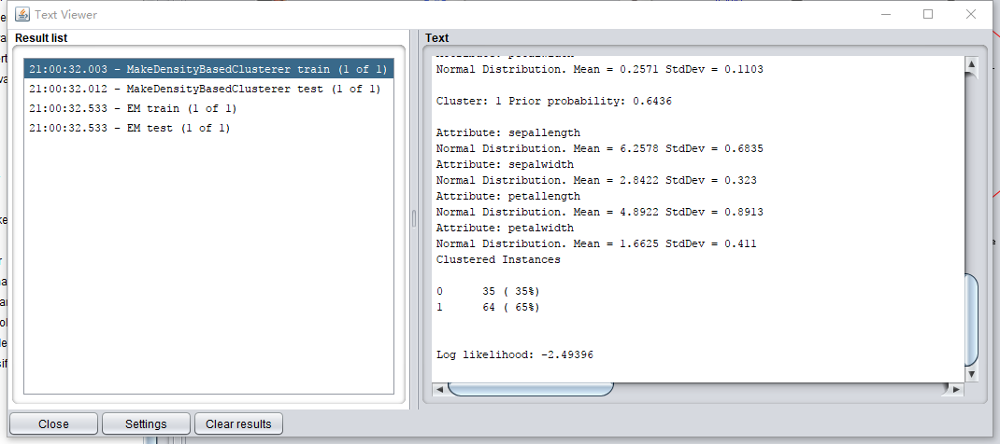 Text Viewer
Result list
21:00:32.003 - MakeDensityBasedClusterer train (1 of 1)
21:00:32.012 - MakeDensityBasedClusterer test (1 of 1)
21:00:32.533 - EM train (1 of 1)
21:00:32.533 - EM test (1 of 1)
Text
Normal Distribution. Mean = 0.2571 StdDev = 0.1103
Cluster: 1 Prior probability: 0.6436
Attribute: sepallength
Normal Distribution. Mean = 6.2578 StdDev = 0.6835
Attribute: sepalwidth
Normal Distribution. Mean = 2.8422 StdDev = 0.323
Attribute: petallength
Normal Distribution. Mean = 4.8922 StdDev = 0.8913
Attribute: petalwidth
Normal Distribution. Mean = 1.6625 StdDev = 0.411
Clustered Instances
0 35 ( 35%)
1 64 ( 65%)
Log likelihood: -2.49396
Close Settings Clear results